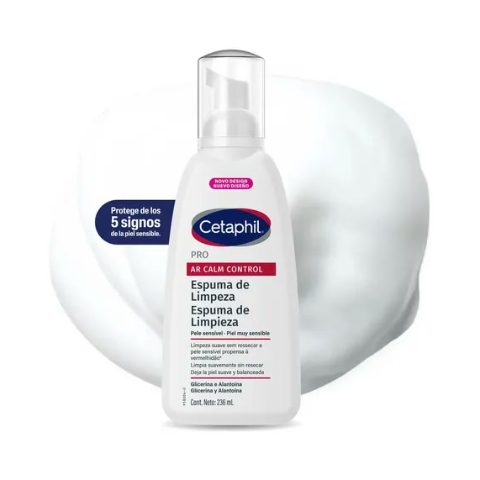 NOVO DESIGN
NUEVO DISEÑO
Protege de los
5 signos
de la piel sensible.
Cetaphil
PRO
AR CALM CONTROL
Espuma de
Limpeza
Espuma de
Limpieza
Pele sensível · Piel muy sensible
Limpeza suave sem ressecar a
pele sensível propensa à
vermelhidão*
Limpia suavemente sin resecar
Deja la piel suave y balanceada
Glicerina e Alantoína
Glicerina y Alantoína
Cont. Neto: 236 mL